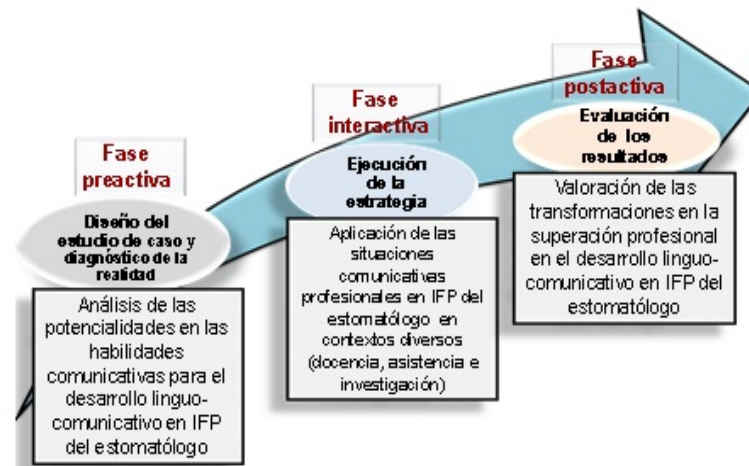 Fase
preactiva
Diseño del
estudio de caso y
diagnóstico de la
realidad
Análisis de las
potencialidades en las
habilidades
comunicativas para el
desarrollo linguo-
comunicativo en IFP
del estomatólogo
Fase
interactiva
Ejecución
de la
estrategia
Aplicación de las
situaciones
comunicativas
profesionales en IFP del
estomatólogo en
contextos diversos
(docencia, asistencia e
investigación)
Fase
postactiva
Evaluación
de los
resultados
Valoración de las
transformaciones en la
superación profesional
en el desarrollo linguo-
comunicativo en IFP del
estomatólogo